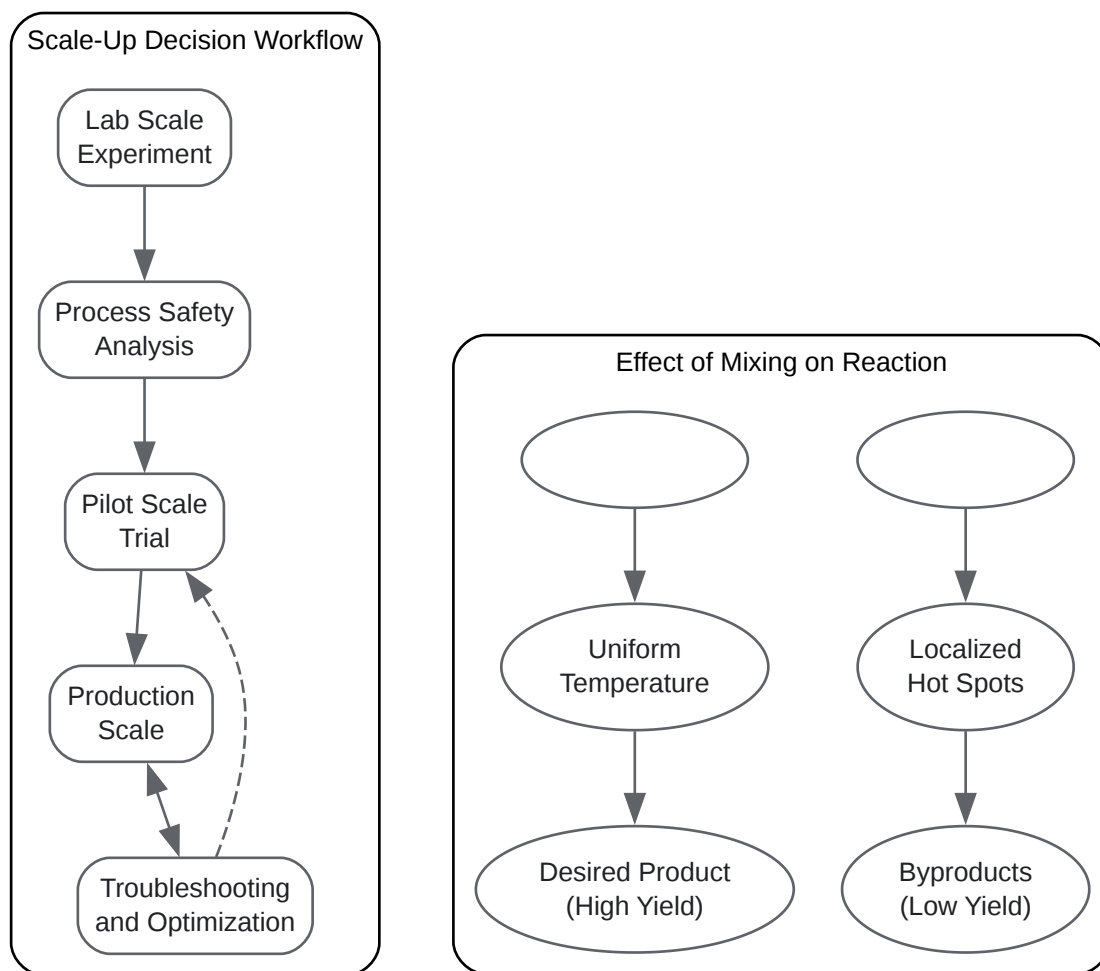 Scale-Up Decision Workflow
Lab Scale
Experiment
Process Safety
Analysis
Pilot Scale
Trial
Production
Scale
Troubleshooting
and Optimization
Effect of Mixing on Reaction
Uniform
Temperature
Localized
Hot Spots
Desired Product
(High Yield)
Byproducts
(Low Yield)